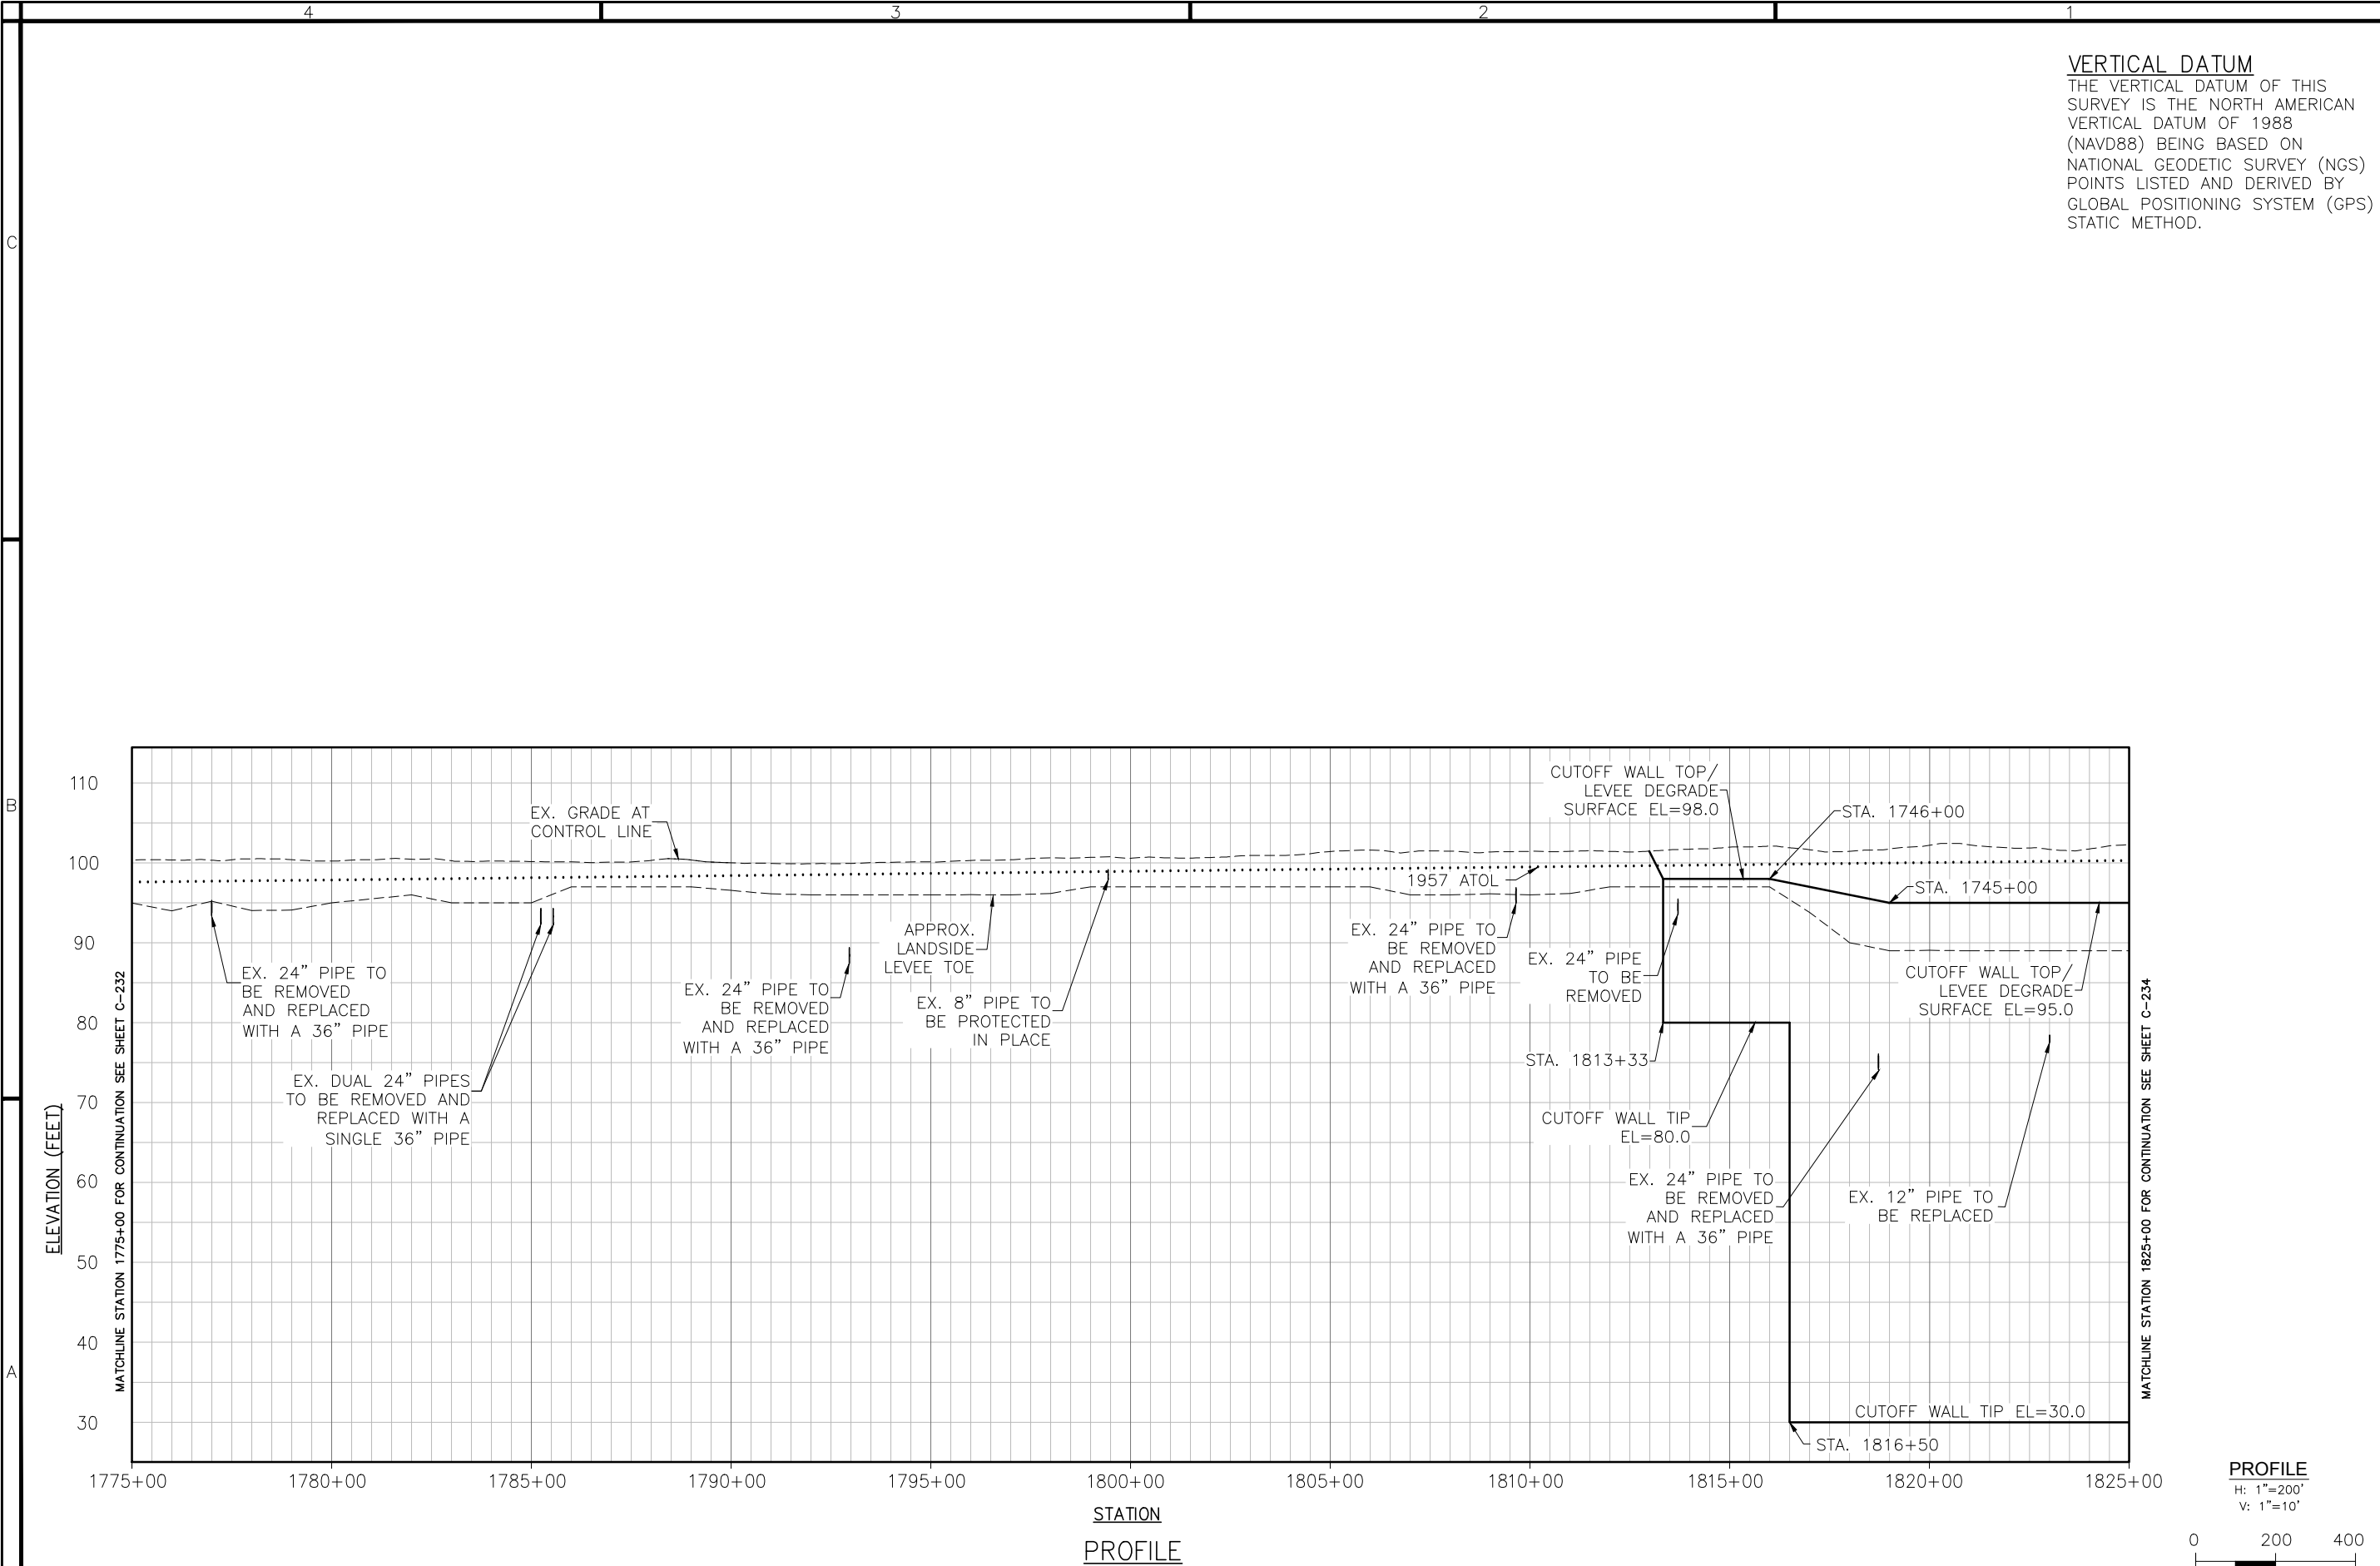 4
3
2
1
C
B
A
VERTICAL DATUM
THE VERTICAL DATUM OF THIS
SURVEY IS THE NORTH AMERICAN
VERTICAL DATUM OF 1988
(NAVD88) BEING BASED ON
NATIONAL GEODETIC SURVEY (NGS)
POINTS LISTED AND DERIVED BY
GLOBAL POSITIONING SYSTEM (GPS)
STATIC METHOD.
ELEVATION (FEET)
110
100
90
80
70
60
50
40
30
MATCHLINE STATION 1775+00 FOR CONTINUATION SEE SHEET C-232
EX. GRADE AT
CONTROL LINE
EX. 24” PIPE TO
BE REMOVED
AND REPLACED
WITH A 36” PIPE
EX. DUAL 24” PIPES
TO BE REMOVED AND
REPLACED WITH A
SINGLE 36” PIPE
EX. 24” PIPE TO
BE REMOVED
AND REPLACED
WITH A 36” PIPE
APPROX.
LANDSIDE
LEVEE TOE
EX. 8” PIPE TO
BE PROTECTED
IN PLACE
1957 ATOL
EX. 24” PIPE TO
BE REMOVED
AND REPLACED
WITH A 36” PIPE
EX. 24” PIPE
TO BE
REMOVED
CUTOFF WALL TOP/
LEVEE DEGRADE
SURFACE EL=98.0
STA. 1746+00
STA. 1745+00
STA. 1813+33
CUTOFF WALL TIP
EL=80.0
EX. 24” PIPE TO
BE REMOVED
AND REPLACED
WITH A 36” PIPE
CUTOFF WALL TOP/
LEVEE DEGRADE
SURFACE EL=95.0
EX. 12” PIPE TO
BE REPLACED
CUTOFF WALL TIP EL=30.0
STA. 1816+50
MATCHLINE STATION 1825+00 FOR CONTINUATION SEE SHEET C-234
1775+00
1780+00
1785+00
1790+00
1795+00
1800+00
1805+00
1810+00
1815+00
1820+00
1825+00
STATION
PROFILE
PROFILE
H: 1”=200’
V: 1”=10’
0
200
400